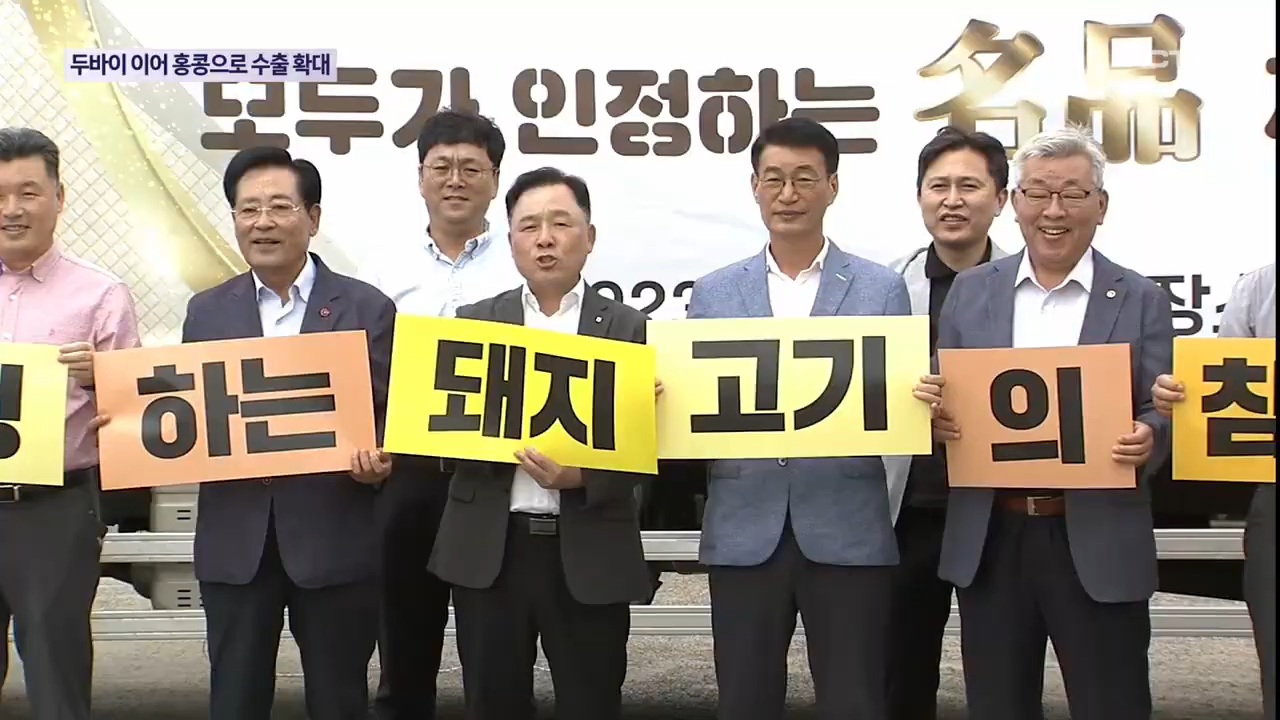 두바이 이어 홍콩으로 수출 확대
모두가 인정하는 名品
하는 돼지 고기 의 참